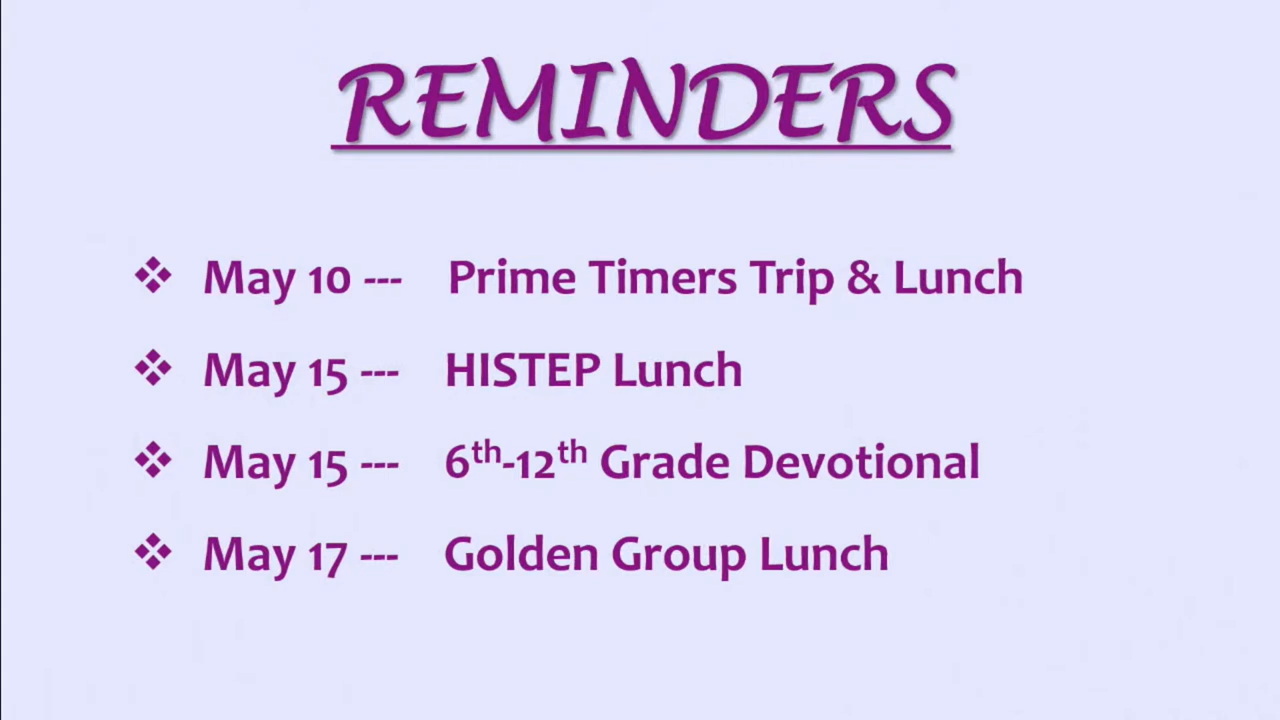 REMINDERS
❖ May 10 --- Prime Timers Trip & Lunch
❖ May 15 --- HISTEP Lunch
❖ May 15 --- 6th-12th Grade Devotional
❖ May 17 --- Golden Group Lunch